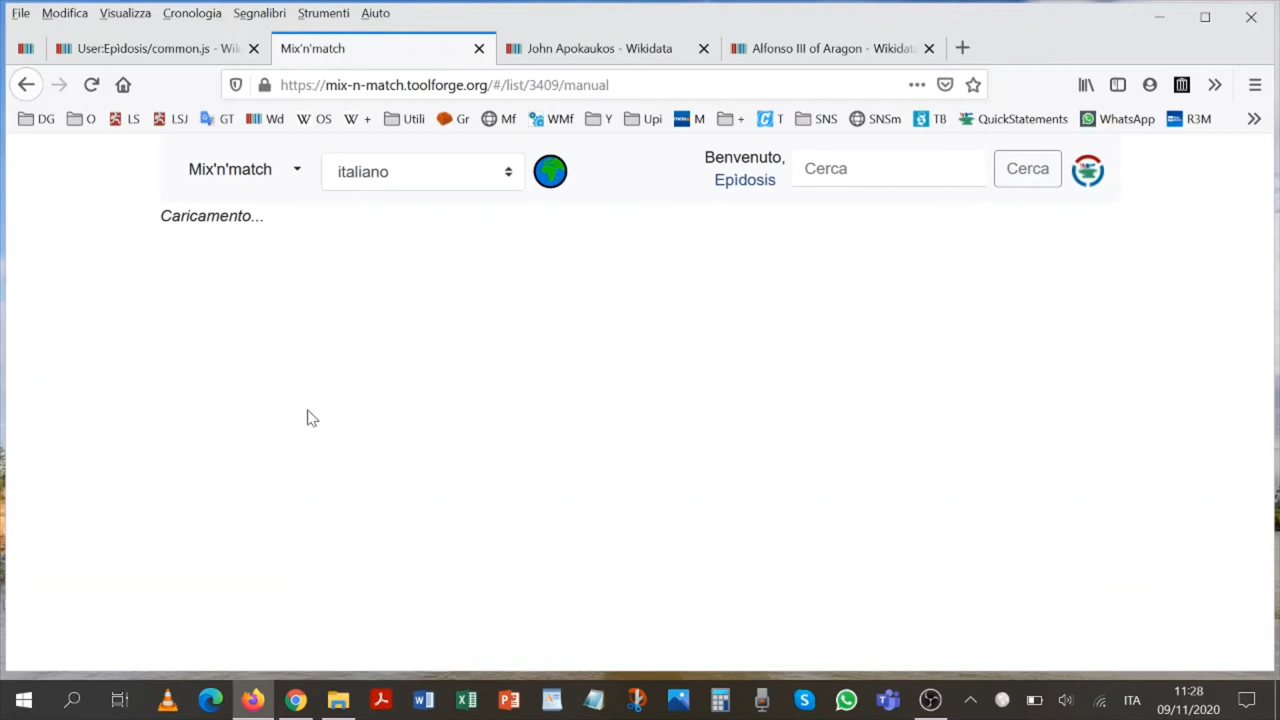 File Modifica Visualizza Cronologia Segnalibri Strumenti Aiuto
User:Epìdosis/common.js - Wik Mix'n'match John Apokaukos - Wikidata Alfonso III of Aragon - Wikidata
https://mix-n-match.toolforge.org/#/list/3409/manual
DG O LS LSJ GT Wd OS + Utili Gr Mf WMf Y Upi M + T SNS SNSm TB QuickStatements WhatsApp R3M
Mix'n'match italiano Benvenuto, Epìdosis Cerca Cerca
Caricamento...
ITA 11:28
09/11/2020